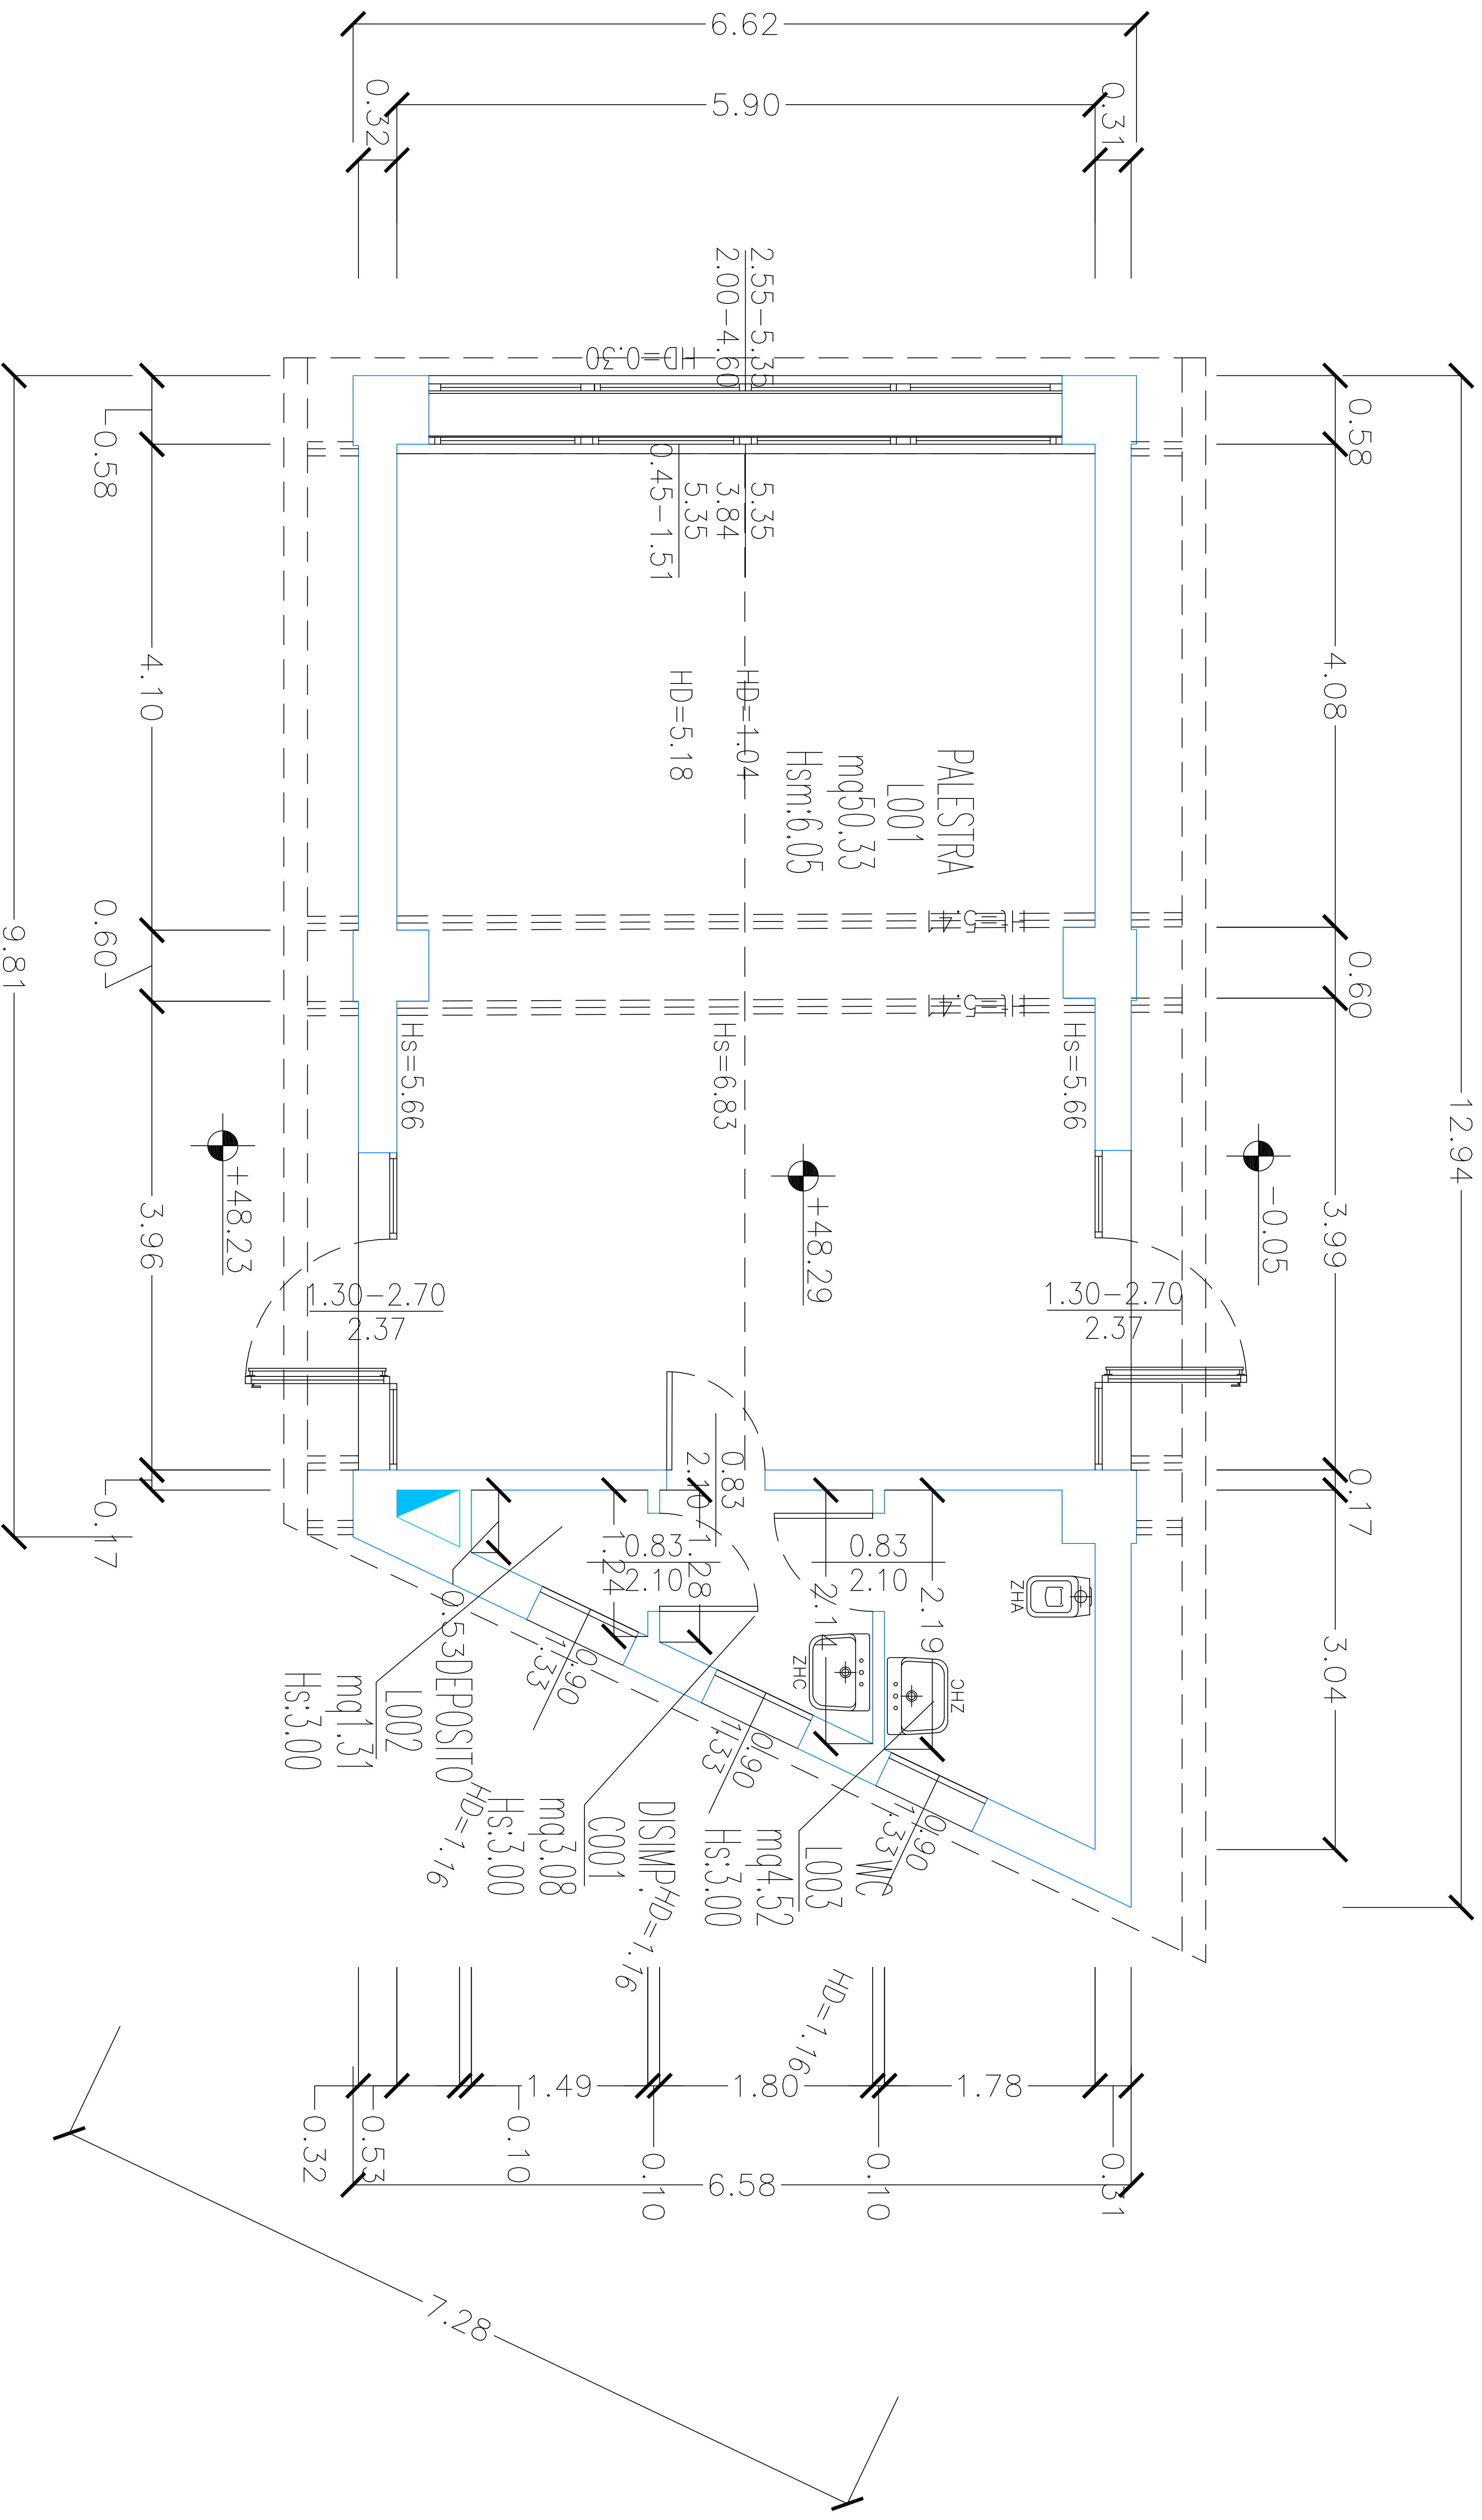 6.62
5.90
0.32
0.31
2.55-5.35
2.00-4.60
HD=0.30
0.58
0.58
5.35
3.84
5.35
0.45-1.51
4.10
4.08
HD=1.04
HD=5.18
PALESTRA
L001
mq50.33
Hsm:6.05
0.60
0.60
9.81
12.94
Hs=5.66
Hs=6.83
Hs=5.66
+48.23
+48.29
-0.05
3.96
3.99
1.30-2.70
2.37
1.30-2.70
2.37
0.83
2.10
0.17
0.17
0.83
2.10
0.83
2.10
1.24
1.28
2.14
2.19
ZHA
ZHC
ZHC
0.53
3.04
0.90
1.33
0.90
1.33
0.90
1.33
DEPOSITO
L002
mq1.31
Hs:3.00
HD=1.16
DISIMP.
C001
mq3.08
Hs:3.00
HD=1.16
WC
L003
mq4.52
Hs:3.00
HD=1.16
1.49
1.80
1.78
0.32
0.53
0.10
0.10
0.10
0.31
6.58
7.28